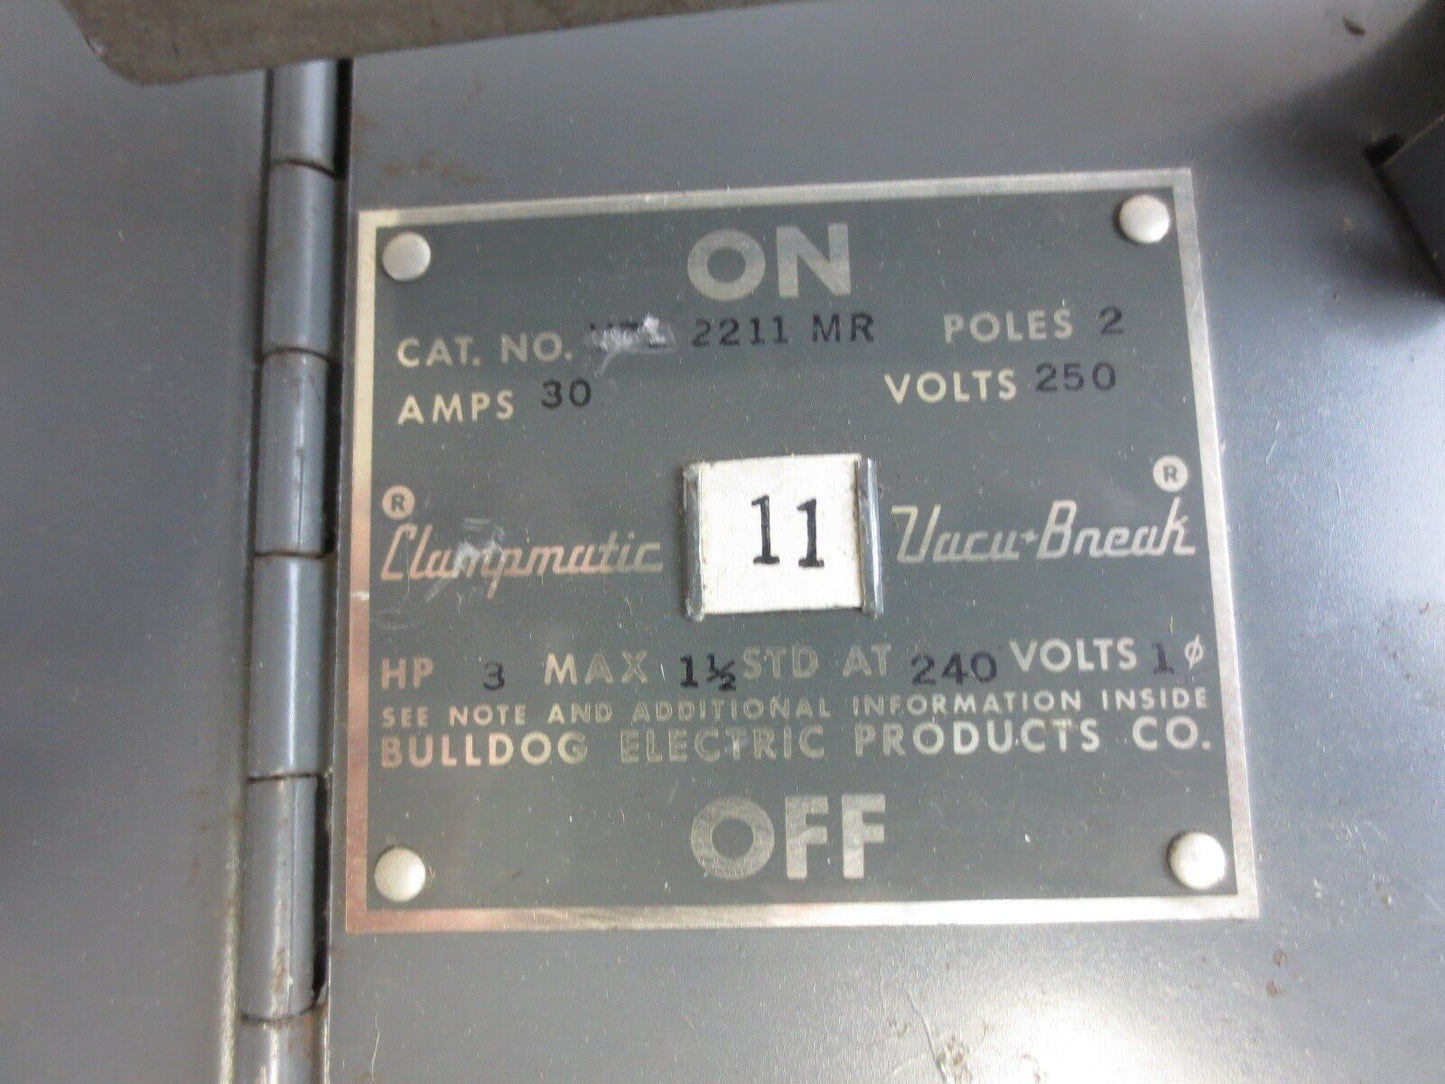 ON
CAT. NO. 2211 MR POLES 2
AMPS 30 VOLTS 250
® ®
Clampmatic 11 Vacu-Break
HP 3 MAX 1½ STD AT 240 VOLTS 1 ø
SEE NOTE AND ADDITIONAL INFORMATION INSIDE
BULLDOG ELECTRIC PRODUCTS CO.
OFF